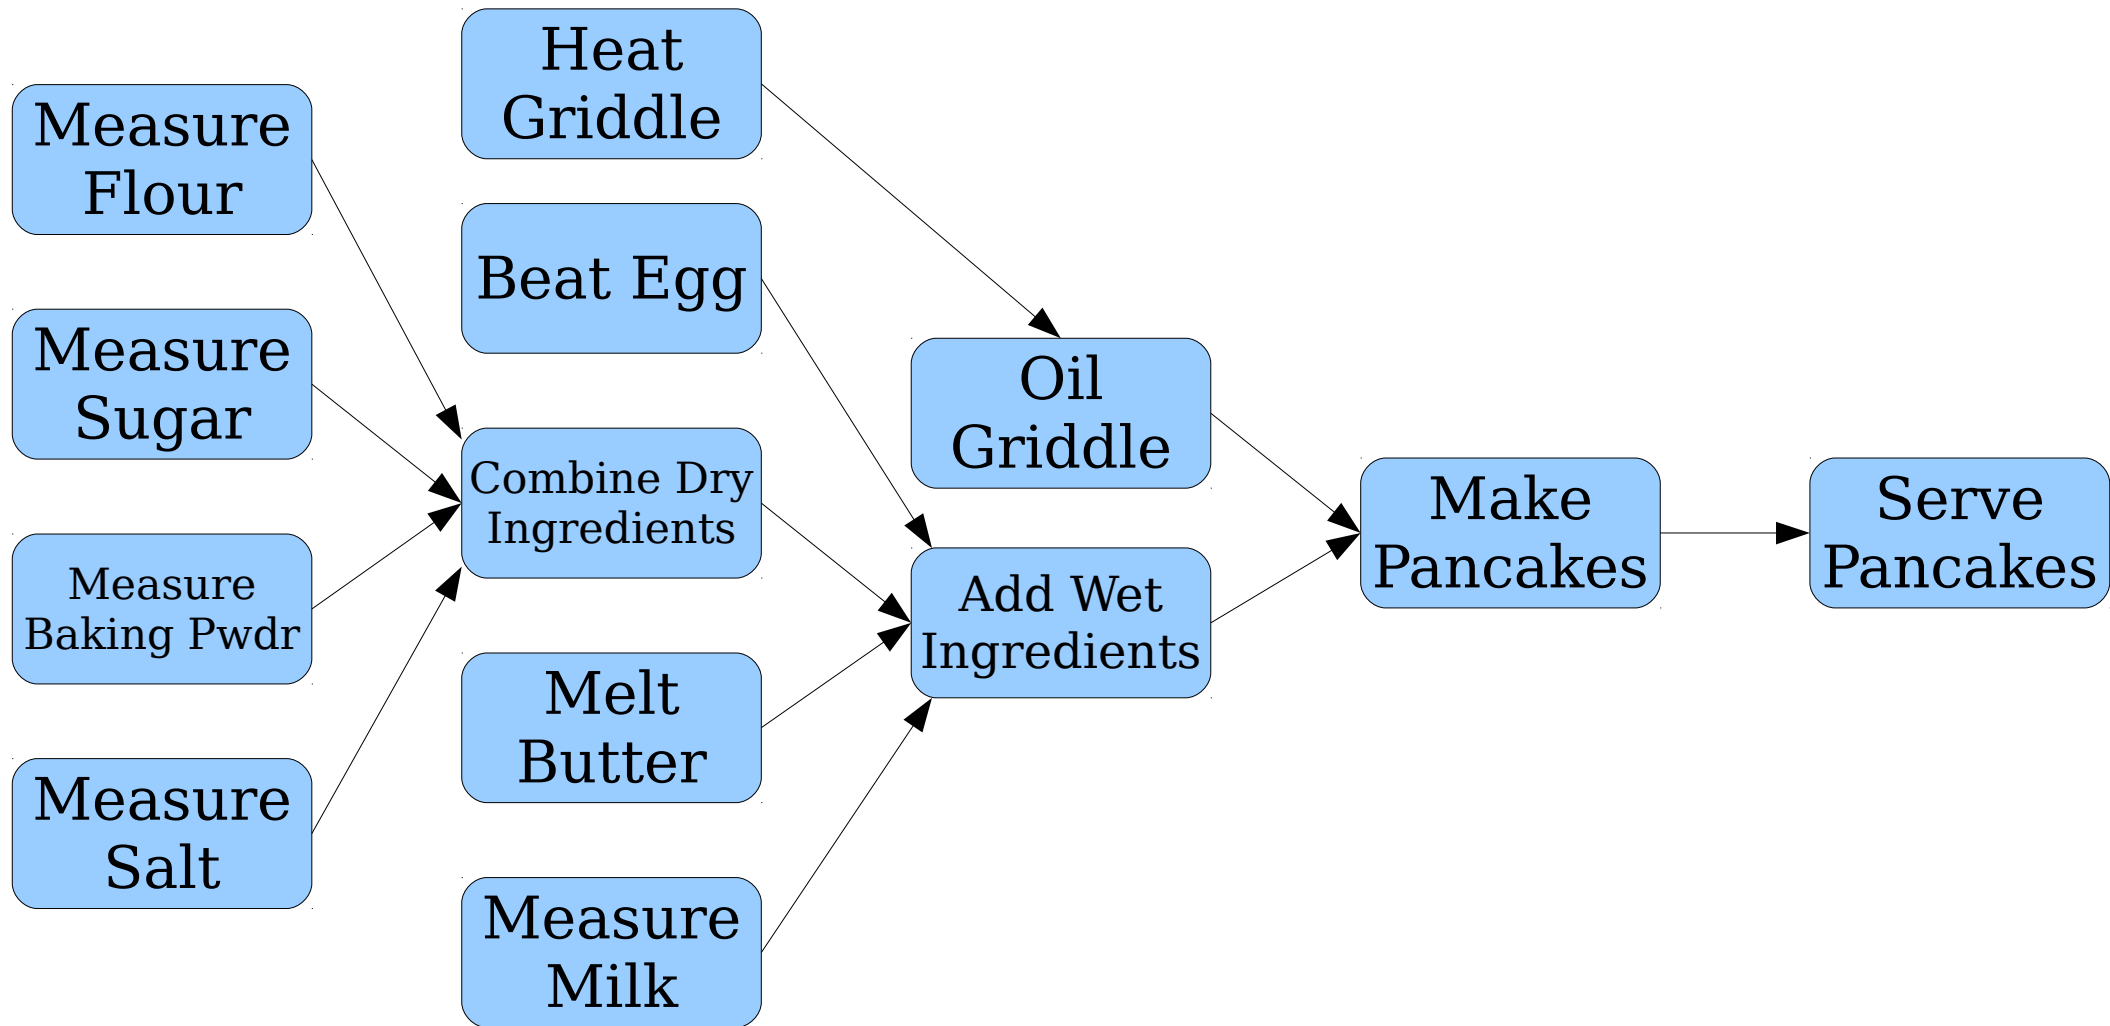 Measure
Flour
Measure
Sugar
Measure
Baking Pwdr
Measure
Salt
Heat
Griddle
Beat Egg
Combine Dry
Ingredients
Melt
Butter
Measure
Milk
Oil
Griddle
Add Wet
Ingredients
Make
Pancakes
Serve
Pancakes